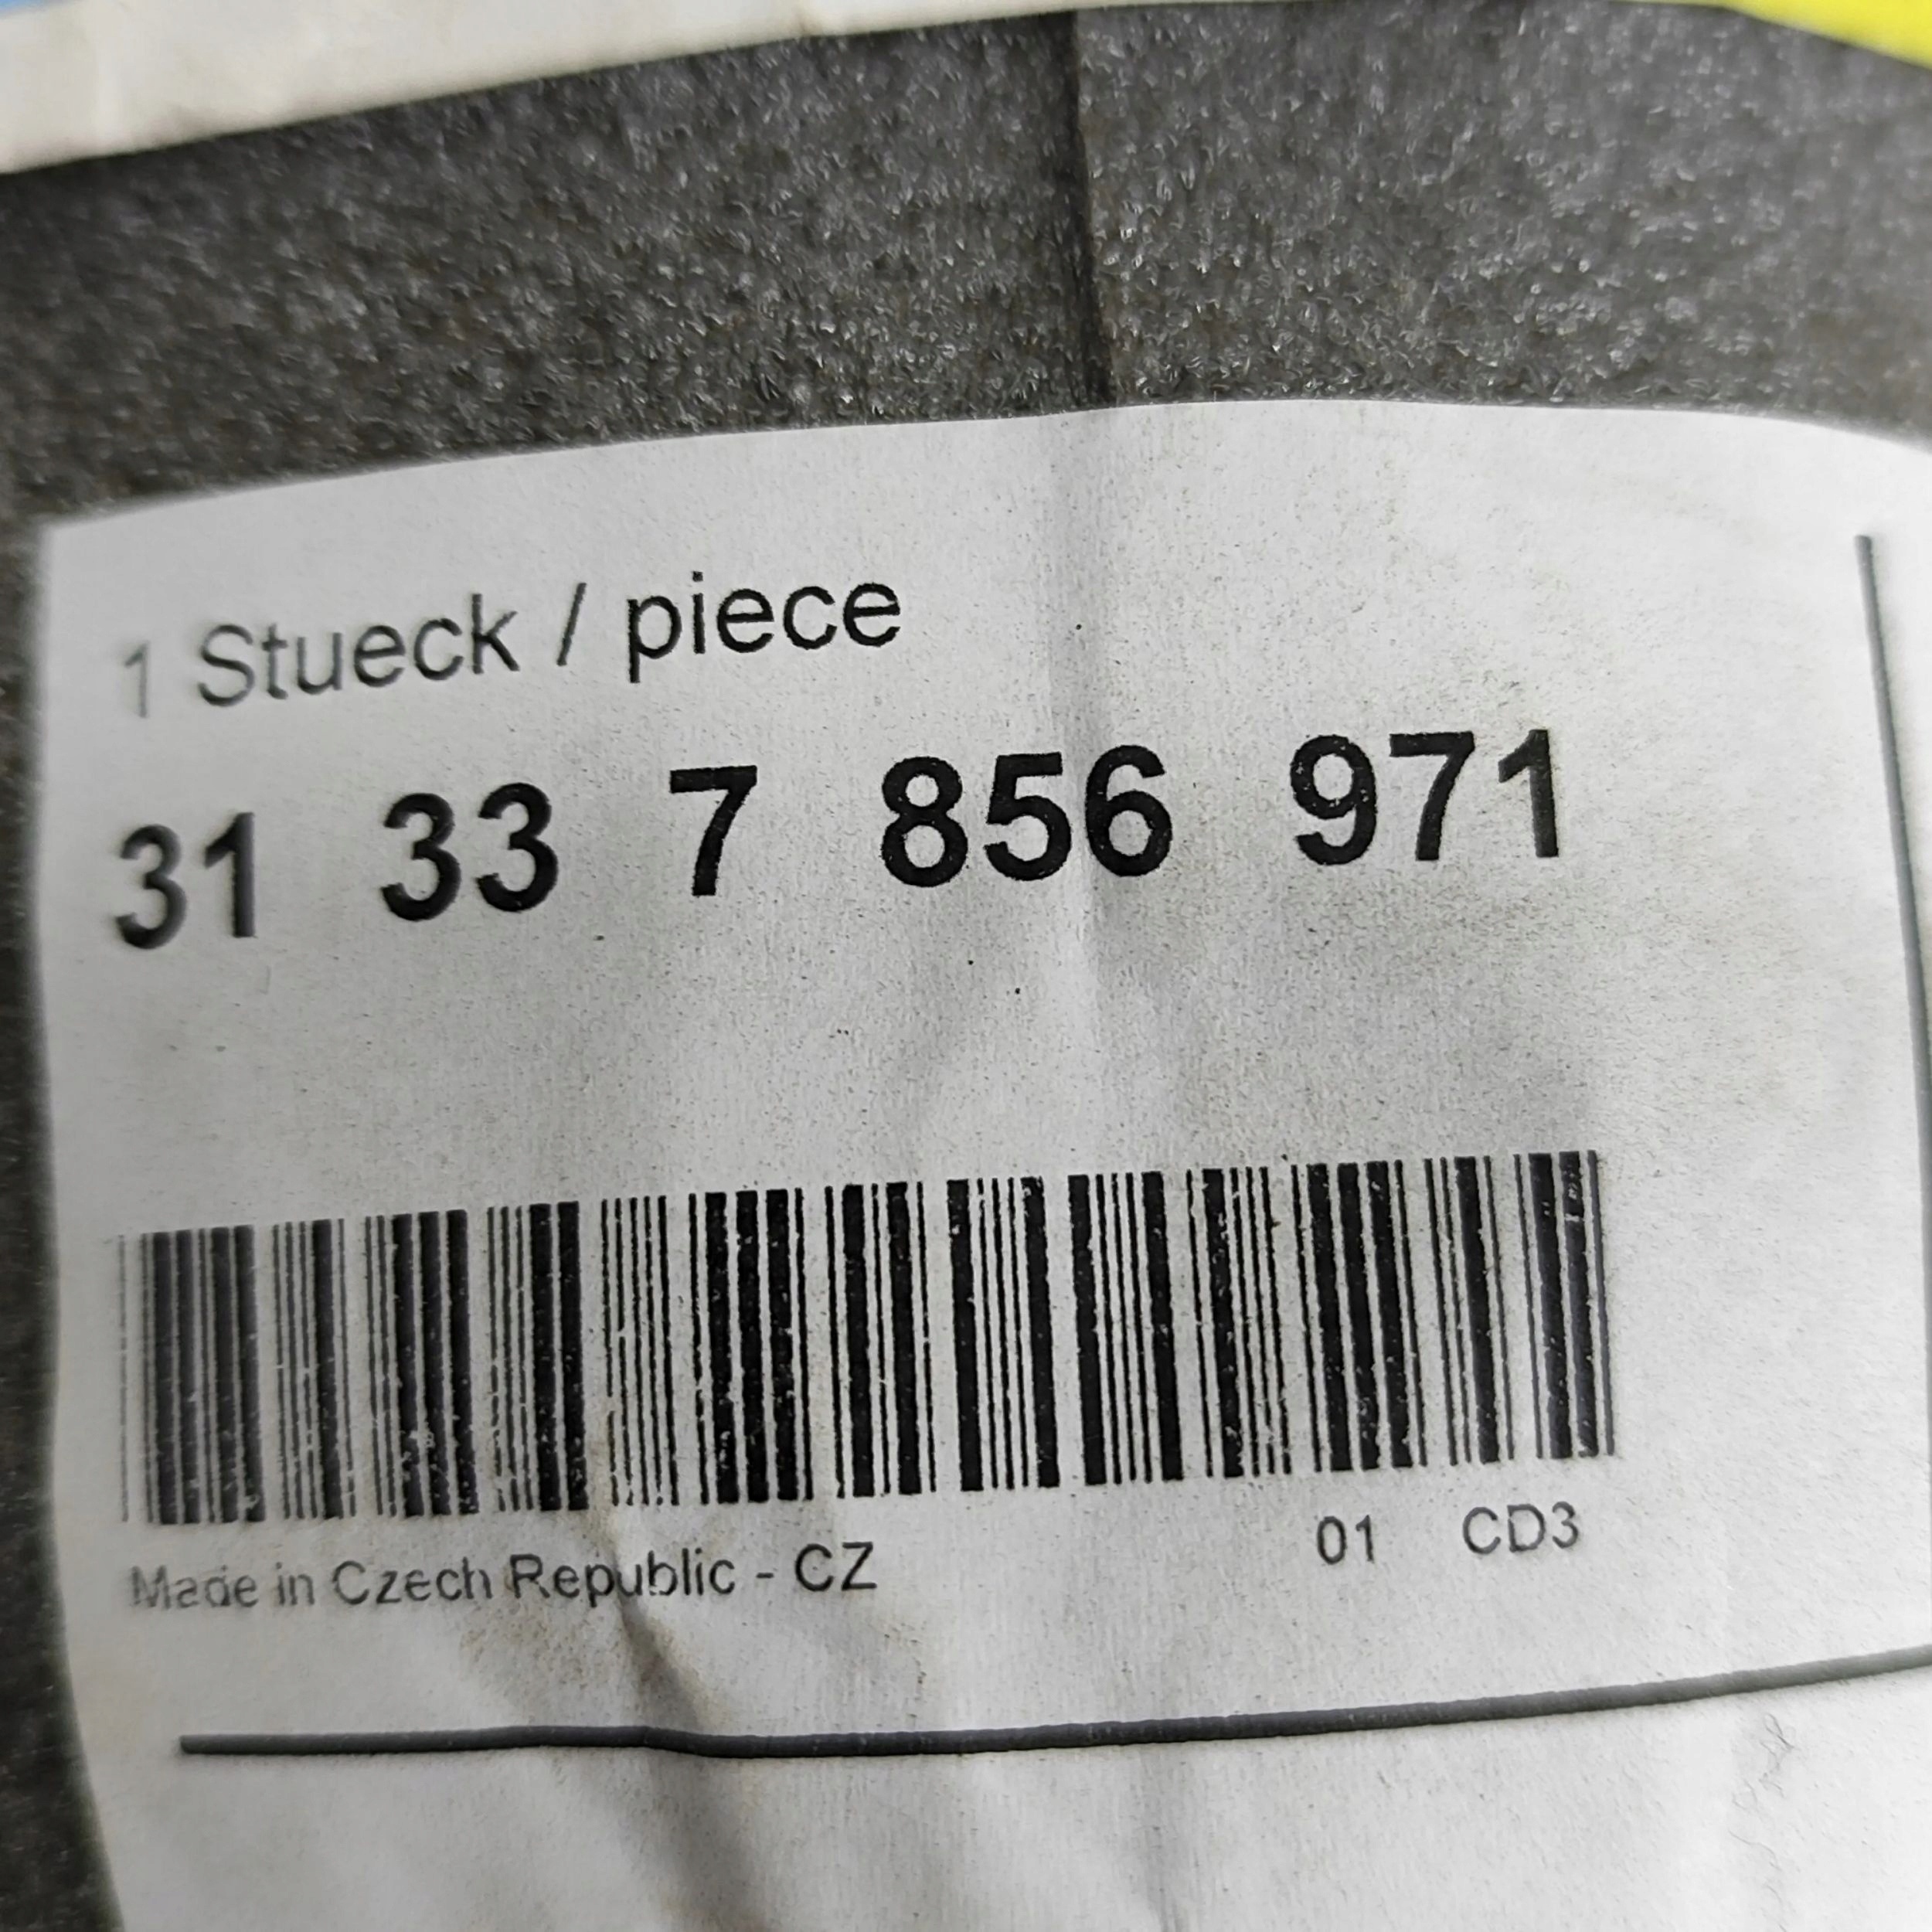 1 Stueck / piece
31 33 7 856 971
Made in Czech Republic - CZ 01 CD3